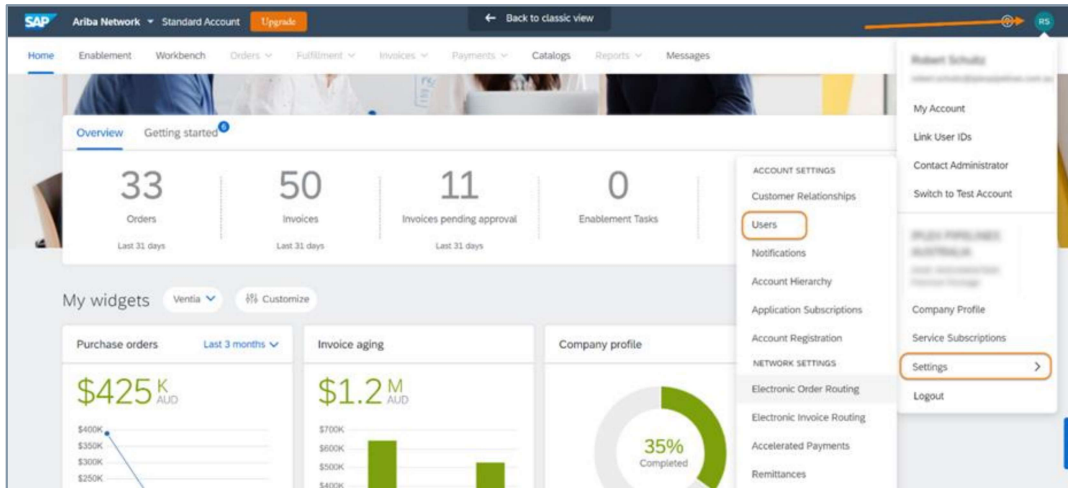 SAP Ariba Network Standard Account Upgrade
← Back to classic view
RS
Home Enablement Workbench Orders Fulfillment Invoices Payments Catalogs Reports Messages
Overview Getting started 6
33
Orders
Last 31 days
50
Invoices
Last 31 days
11
Invoices pending approval
Last 31 days
0
Enablement Tasks
My widgets Ventia Customize
Purchase orders Last 3 months
$425 K
AUD
$400K
$350K
$300K
$250K
Invoice aging
$1.2 M
AUD
$700K
$600K
$500K
$400K
Company profile
35%
Completed
ACCOUNT SETTINGS
Customer Relationships
Users
Notifications
Account Hierarchy
Application Subscriptions
Account Registration
NETWORK SETTINGS
Electronic Order Routing
Electronic Invoice Routing
Accelerated Payments
Remittances
My Account
Link User IDs
Contact Administrator
Switch to Test Account
Company Profile
Service Subscriptions
Settings >
Logout